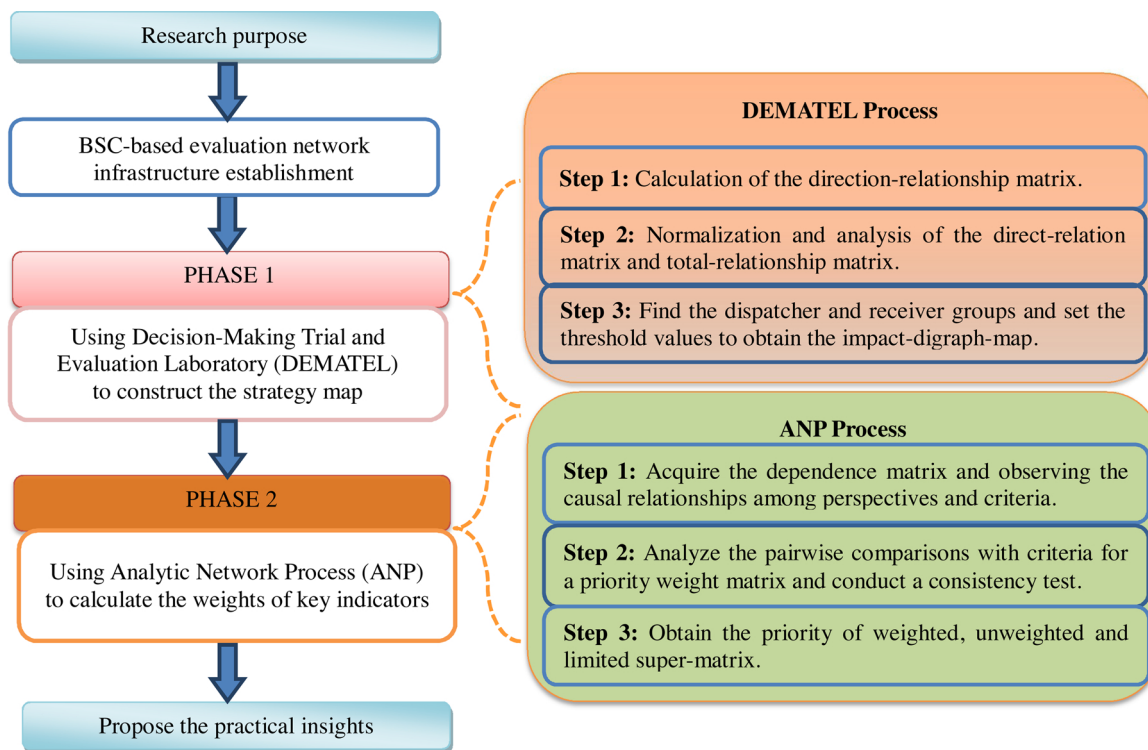 Research purpose
BSC-based evaluation network
infrastructure establishment
PHASE 1
Using Decision-Making Trial and
Evaluation Laboratory (DEMATEL)
to construct the strategy map
PHASE 2
Using Analytic Network Process (ANP)
to calculate the weights of key indicators
Propose the practical insights
DEMATEL Process
Step 1: Calculation of the direction-relationship matrix.
Step 2: Normalization and analysis of the direct-relation
matrix and total-relationship matrix.
Step 3: Find the dispatcher and receiver groups and set the
threshold values to obtain the impact-digraph-map.
ANP Process
Step 1: Acquire the dependence matrix and observing the
causal relationships among perspectives and criteria.
Step 2: Analyze the pairwise comparisons with criteria for
a priority weight matrix and conduct a consistency test.
Step 3: Obtain the priority of weighted, unweighted and
limited super-matrix.